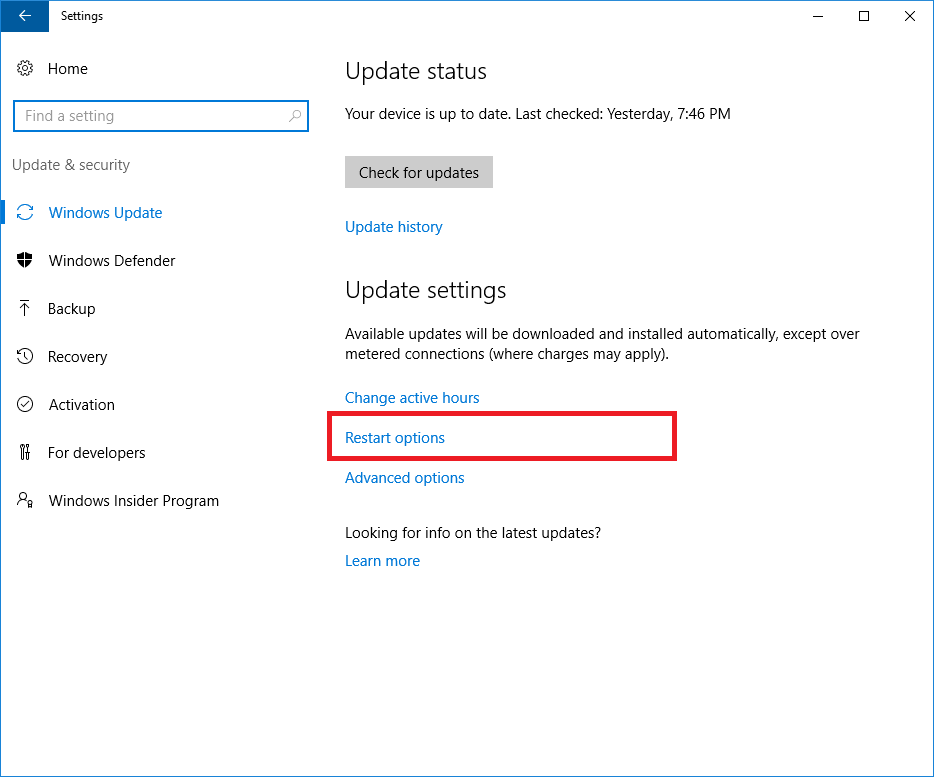 Settings
Home
Find a setting
Update & security
Windows Update
Windows Defender
Backup
Recovery
Activation
For developers
Windows Insider Program
Update status
Your device is up to date. Last checked: Yesterday, 7:46 PM
Check for updates
Update history
Update settings
Available updates will be downloaded and installed automatically, except over
metered connections (where charges may apply).
Change active hours
Restart options
Advanced options
Looking for info on the latest updates?
Learn more